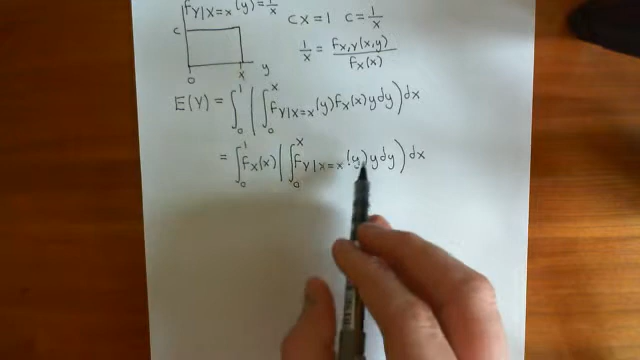 f_{Y|X=x}(y) = 1/x
cx = 1   c = 1/x
c
1/x = f_{X,Y}(x,y) / f_X(x)
0   x   y
E(Y) = ∫_0^1 ( ∫_0^x f_{Y|X=x}(y) f_X(x) y dy ) dx
= ∫_0^1 f_X(x) ( ∫_0^x f_{Y|X=x}(y) y dy ) dx